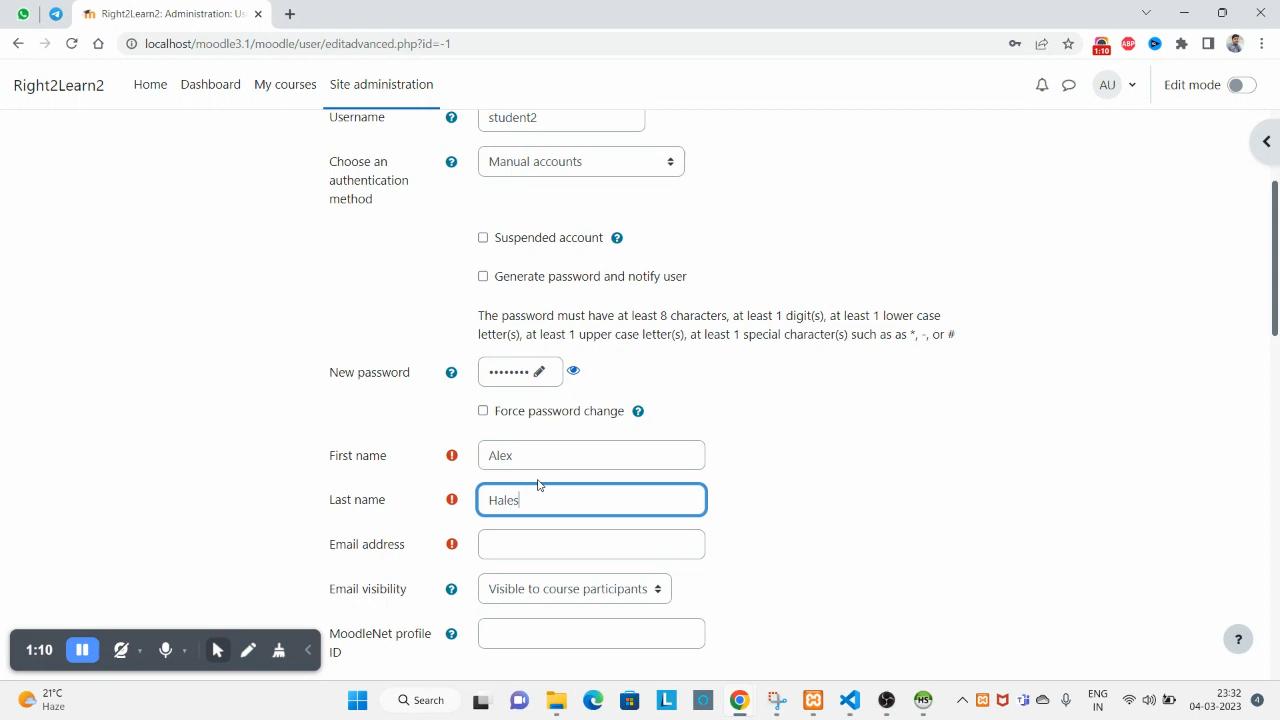 Right2Learn2: Administration: Us
localhost/moodle3.1/moodle/user/editadvanced.php?id=-1
1:10
ABP
Right2Learn2 Home Dashboard My courses Site administration AU Edit mode
Username student2
Choose an authentication method Manual accounts
Suspended account
Generate password and notify user
The password must have at least 8 characters, at least 1 digit(s), at least 1 lower case
letter(s), at least 1 upper case letter(s), at least 1 special character(s) such as as *, -, or #
New password ••••••••
Force password change
First name Alex
Last name Hales
Email address
Email visibility Visible to course participants
MoodleNet profile ID
1:10
?
21°C
Haze
Search
ENG
IN
23:32
04-03-2023
4